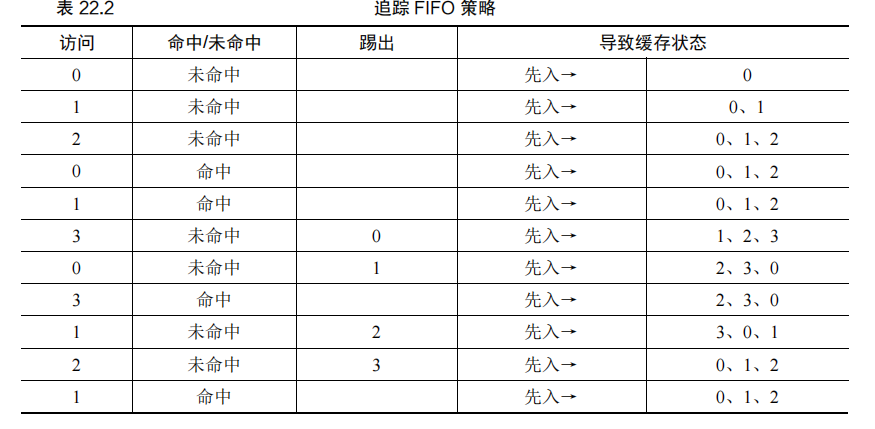 表 22.2 追踪 FIFO 策略
访问 命中/未命中 踢出 导致缓存状态
0 未命中 先入→ 0
1 未命中 先入→ 0、1
2 未命中 先入→ 0、1、2
0 命中 先入→ 0、1、2
1 命中 先入→ 0、1、2
3 未命中 0 先入→ 1、2、3
0 未命中 1 先入→ 2、3、0
3 命中 先入→ 2、3、0
1 未命中 2 先入→ 3、0、1
2 未命中 3 先入→ 0、1、2
1 命中 先入→ 0、1、2